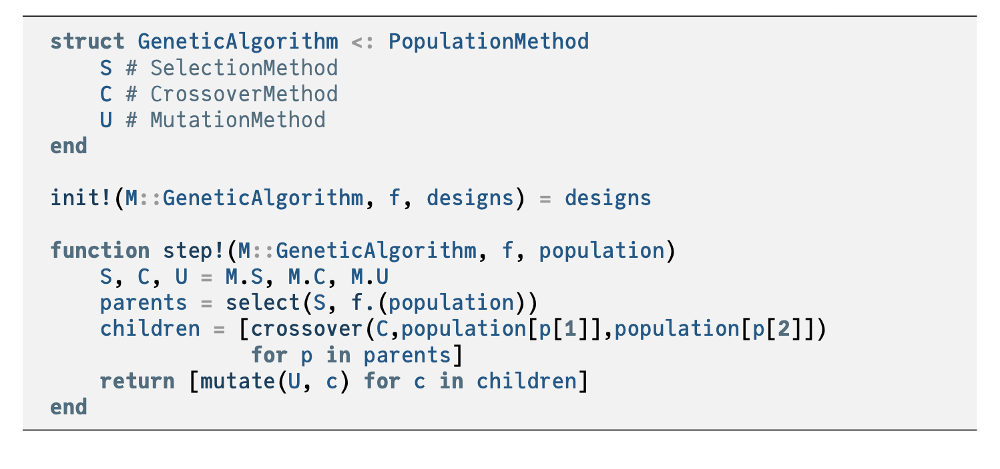 struct GeneticAlgorithm <: PopulationMethod
    S # SelectionMethod
    C # CrossoverMethod
    U # MutationMethod
end

init!(M::GeneticAlgorithm, f, designs) = designs

function step!(M::GeneticAlgorithm, f, population)
    S, C, U = M.S, M.C, M.U
    parents = select(S, f.(population))
    children = [crossover(C,population[p[1]],population[p[2]])
                for p in parents]
    return [mutate(U, c) for c in children]
end